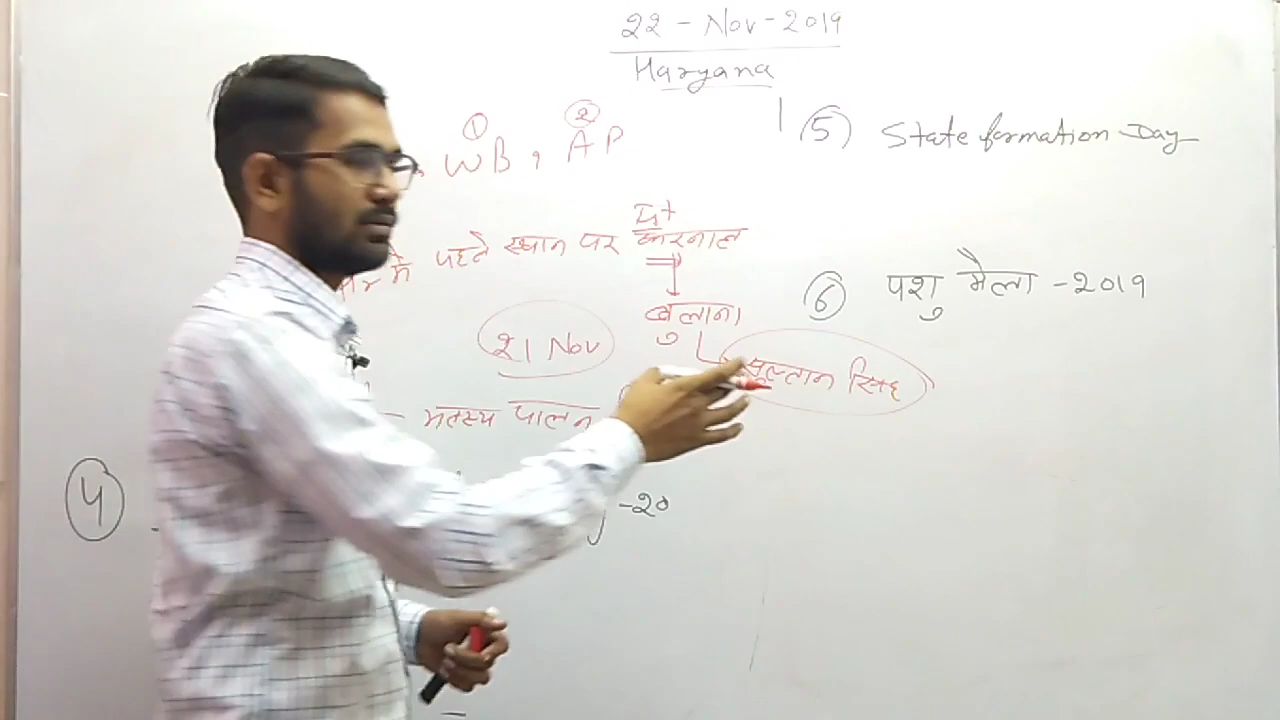 22 - Nov - 2019
Haryana
① WB, ② AP
में पहले स्थान पर करनाल
21 Nov
सुल्तान सिंह
मतस्य पालन
4
-20
(5) State formation Day
(6) पशु मेला - 2019